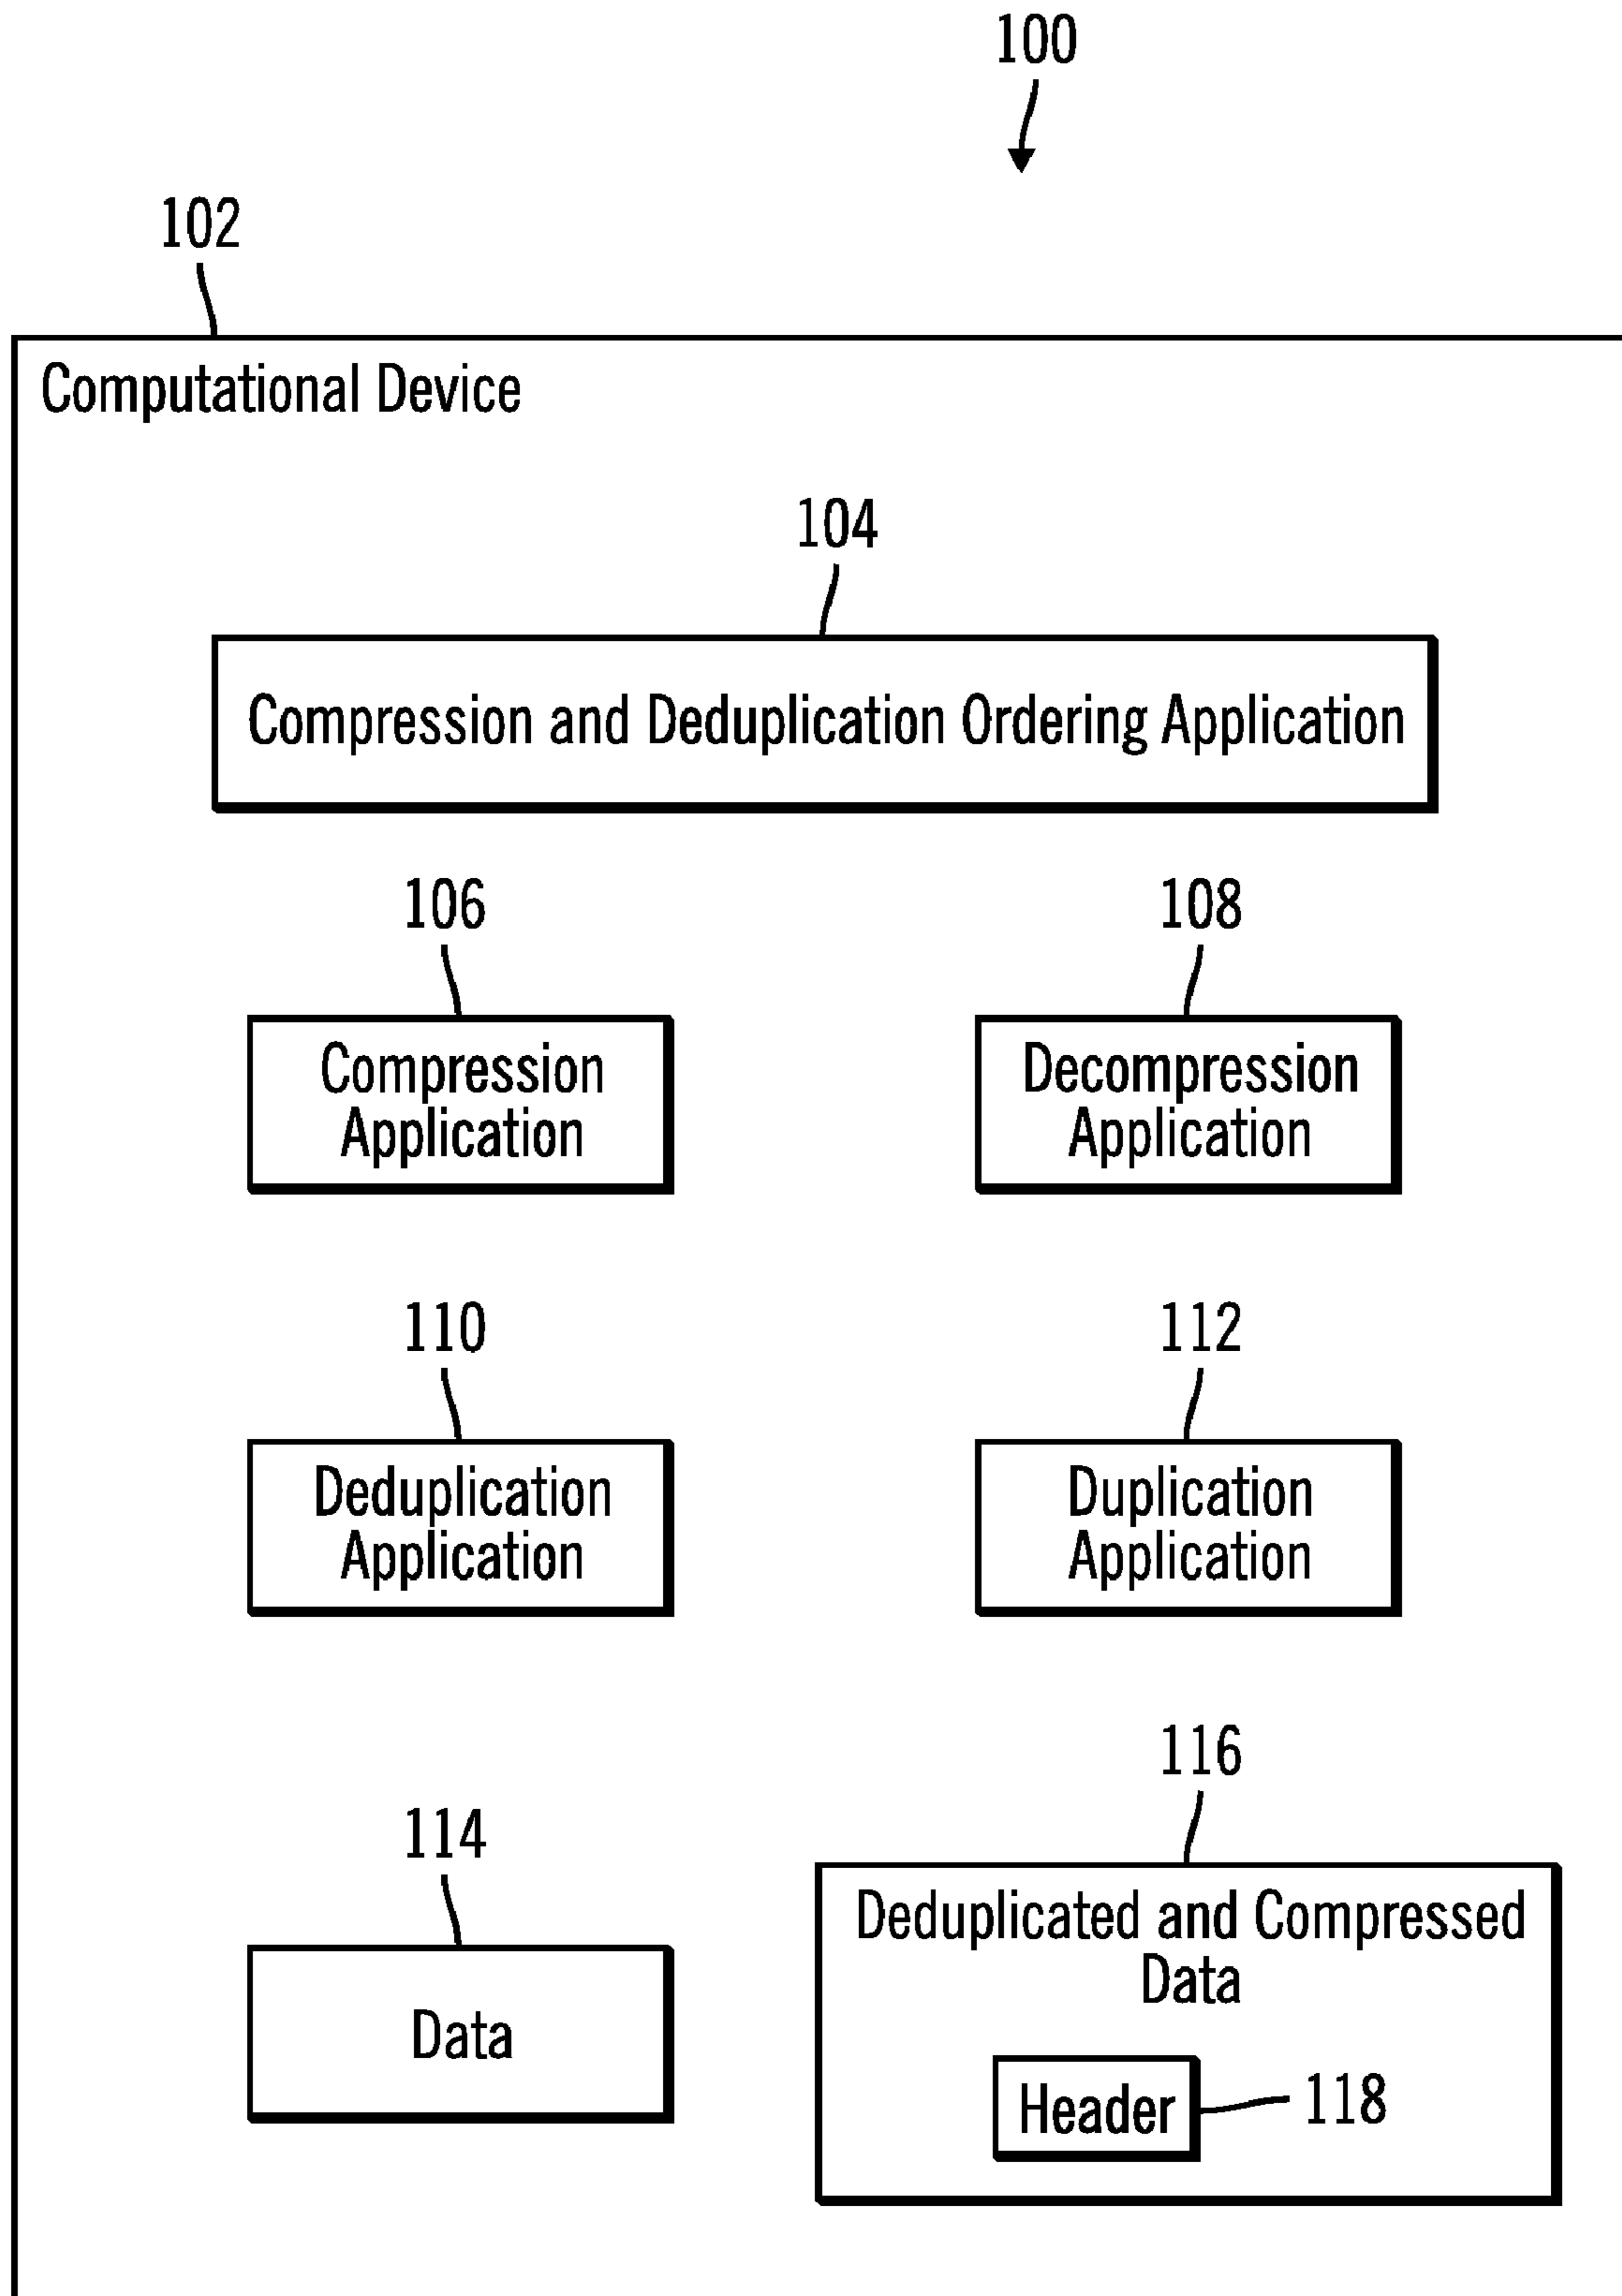 100
102
Computational Device
104
Compression and Deduplication Ordering Application
106
108
Compression
Application
Decompression
Application
110
112
Deduplication
Application
Duplication
Application
116
114
Deduplicated and Compressed
Data
Data
Header
118